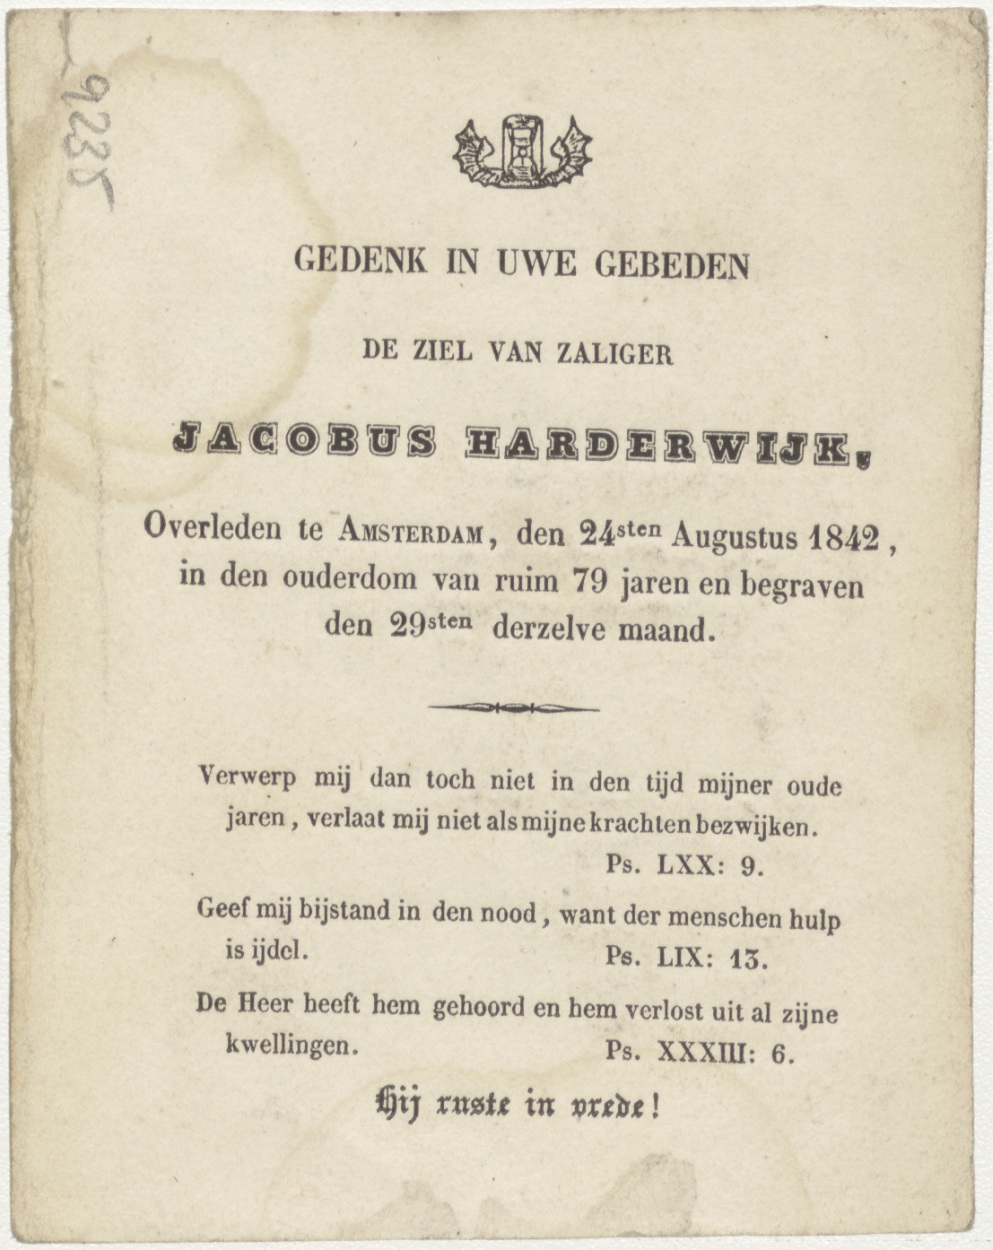 9235
GEDENK IN UWE GEBEDEN
DE ZIEL VAN ZALIGER
JACOBUS HARDERWIJK,
Overleden te AMSTERDAM, den 24sten Augustus 1842,
in den ouderdom van ruim 79 jaren en begraven
den 29sten derzelve maand.
Verwerp mij dan toch niet in den tijd mijner oude
jaren, verlaat mij niet als mijne krachten bezwijken.
Ps. LXX: 9.
Geef mij bijstand in den nood, want der menschen hulp
is ijdel. Ps. LIX: 13.
De Heer heeft hem gehoord en hem verlost uit al zijne
kwellingen. Ps. XXXIII: 6.
Hij ruste in vrede!